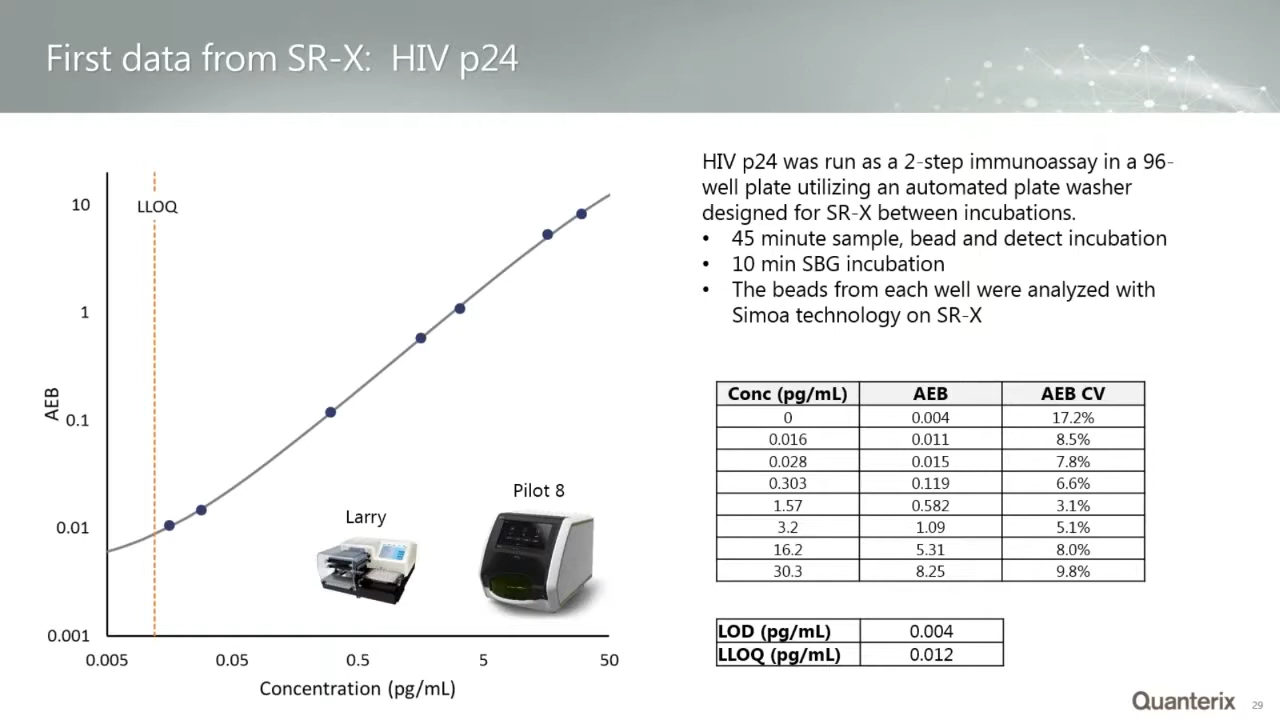 First data from SR-X: HIV p24
10
1
0.1
0.01
0.001
AEB
LLOQ
0.005 0.05 0.5 5 50
Concentration (pg/mL)
Larry
Pilot 8
HIV p24 was run as a 2-step immunoassay in a 96-
well plate utilizing an automated plate washer
designed for SR-X between incubations.
• 45 minute sample, bead and detect incubation
• 10 min SBG incubation
• The beads from each well were analyzed with
Simoa technology on SR-X
Conc (pg/mL) AEB AEB CV
0 0.004 17.2%
0.016 0.011 8.5%
0.028 0.015 7.8%
0.303 0.119 6.6%
1.57 0.582 3.1%
3.2 1.09 5.1%
16.2 5.31 8.0%
30.3 8.25 9.8%
LOD (pg/mL) 0.004
LLOQ (pg/mL) 0.012
Quanterix 29